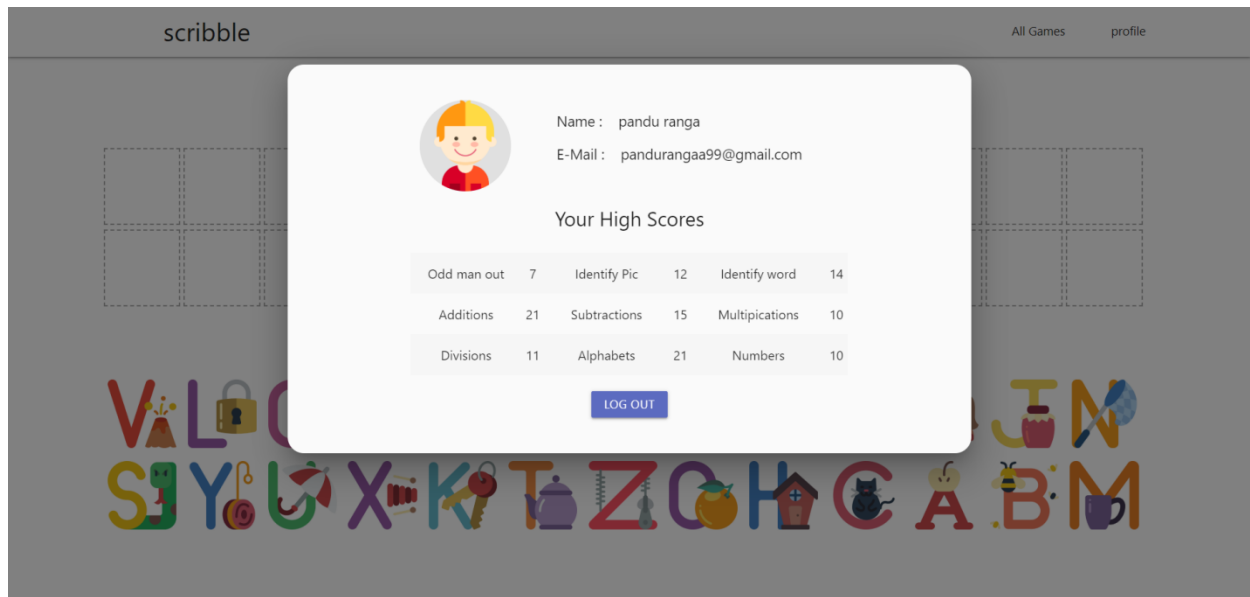 scribble All Games profile
Name : pandu ranga
E-Mail : pandurangaa99@gmail.com
Your High Scores
Odd man out 7 Identify Pic 12 Identify word 14
Additions 21 Subtractions 15 Multipications 10
Divisions 11 Alphabets 21 Numbers 10
LOG OUT
V L J N
S Y U X K T Z O H C A B M